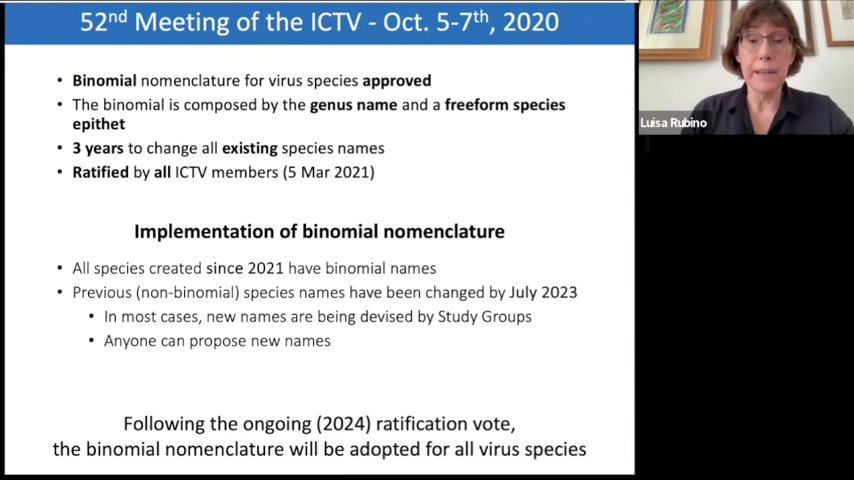 52nd Meeting of the ICTV - Oct. 5-7th, 2020
• Binomial nomenclature for virus species approved
• The binomial is composed by the genus name and a freeform species
epithet
• 3 years to change all existing species names
• Ratified by all ICTV members (5 Mar 2021)
Implementation of binomial nomenclature
• All species created since 2021 have binomial names
• Previous (non-binomial) species names have been changed by July 2023
• In most cases, new names are being devised by Study Groups
• Anyone can propose new names
Following the ongoing (2024) ratification vote,
the binomial nomenclature will be adopted for all virus species
Luisa Rubino